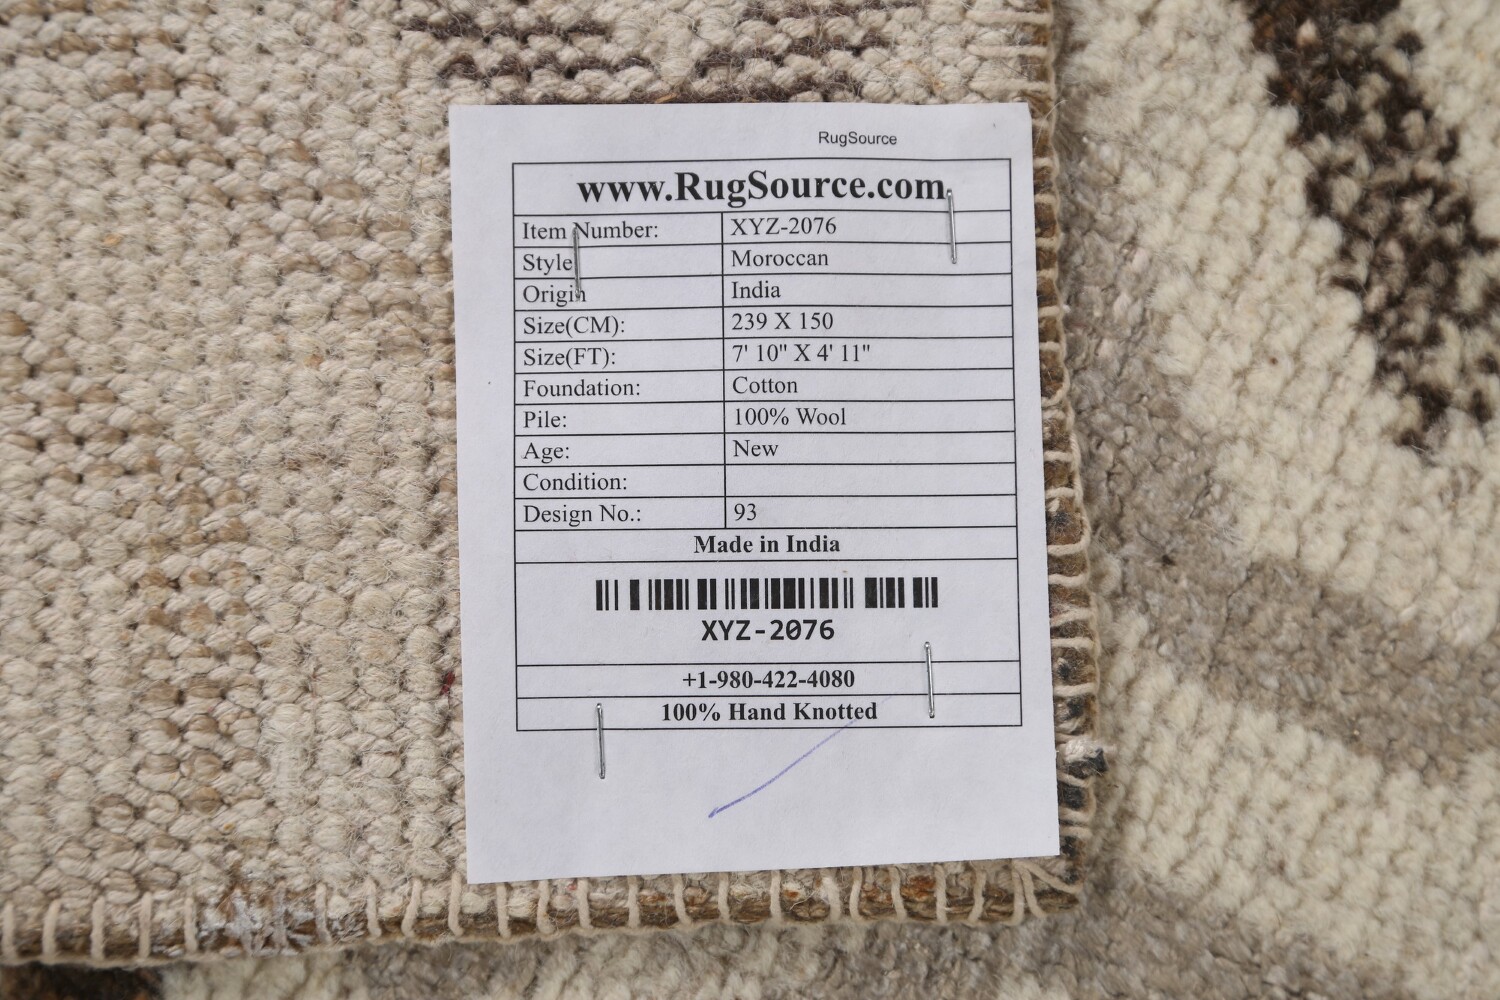 RugSource
www.RugSource.com
Item Number: XYZ-2076
Style Moroccan
Origin India
Size(CM): 239 X 150
Size(FT): 7' 10" X 4' 11"
Foundation: Cotton
Pile: 100% Wool
Age: New
Condition:
Design No.: 93
Made in India
XYZ-2076
+1-980-422-4080
100% Hand Knotted